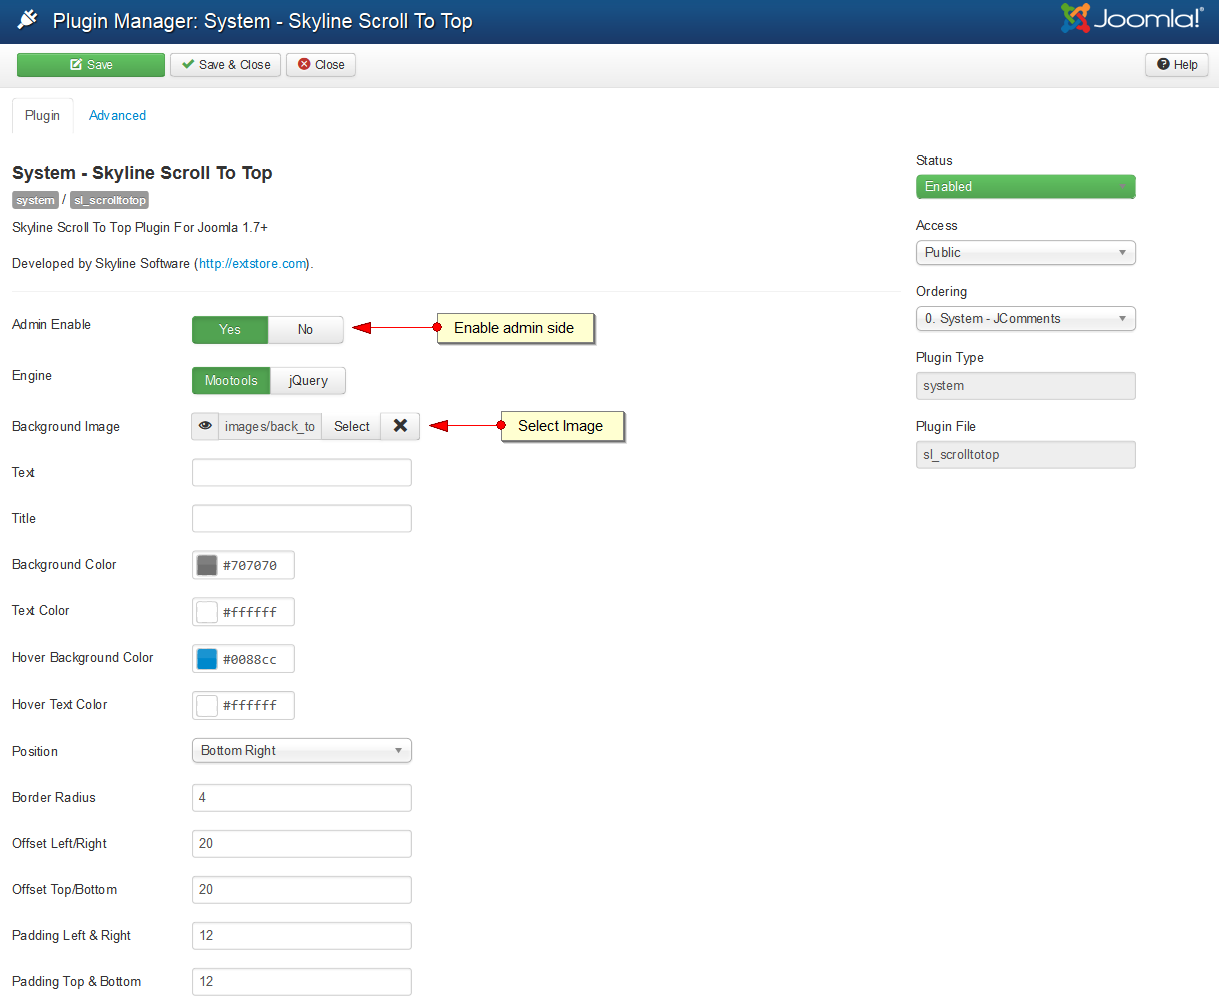 Plugin Manager: System - Skyline Scroll To Top
Joomla!®
Save
Save & Close
Close
Help
Plugin
Advanced
System - Skyline Scroll To Top
system / sl_scrolltotop
Skyline Scroll To Top Plugin For Joomla 1.7+
Developed by Skyline Software (http://extstore.com).
Admin Enable
Yes
No
Enable admin side
Engine
Mootools
jQuery
Background Image
images/back_to
Select
Select Image
Text
Title
Background Color
#707070
Text Color
#ffffff
Hover Background Color
#0088cc
Hover Text Color
#ffffff
Position
Bottom Right
Border Radius
4
Offset Left/Right
20
Offset Top/Bottom
20
Padding Left & Right
12
Padding Top & Bottom
12
Status
Enabled
Access
Public
Ordering
0. System - JComments
Plugin Type
system
Plugin File
sl_scrolltotop